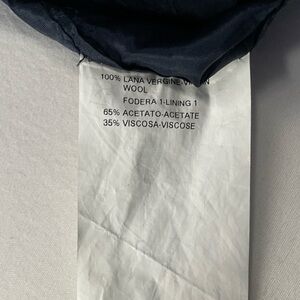 100% LANA VERGINE-VIRGIN
WOOL
FODERA 1-LINING 1
65% ACETATO-ACETATE
35% VISCOSA-VISCOSE